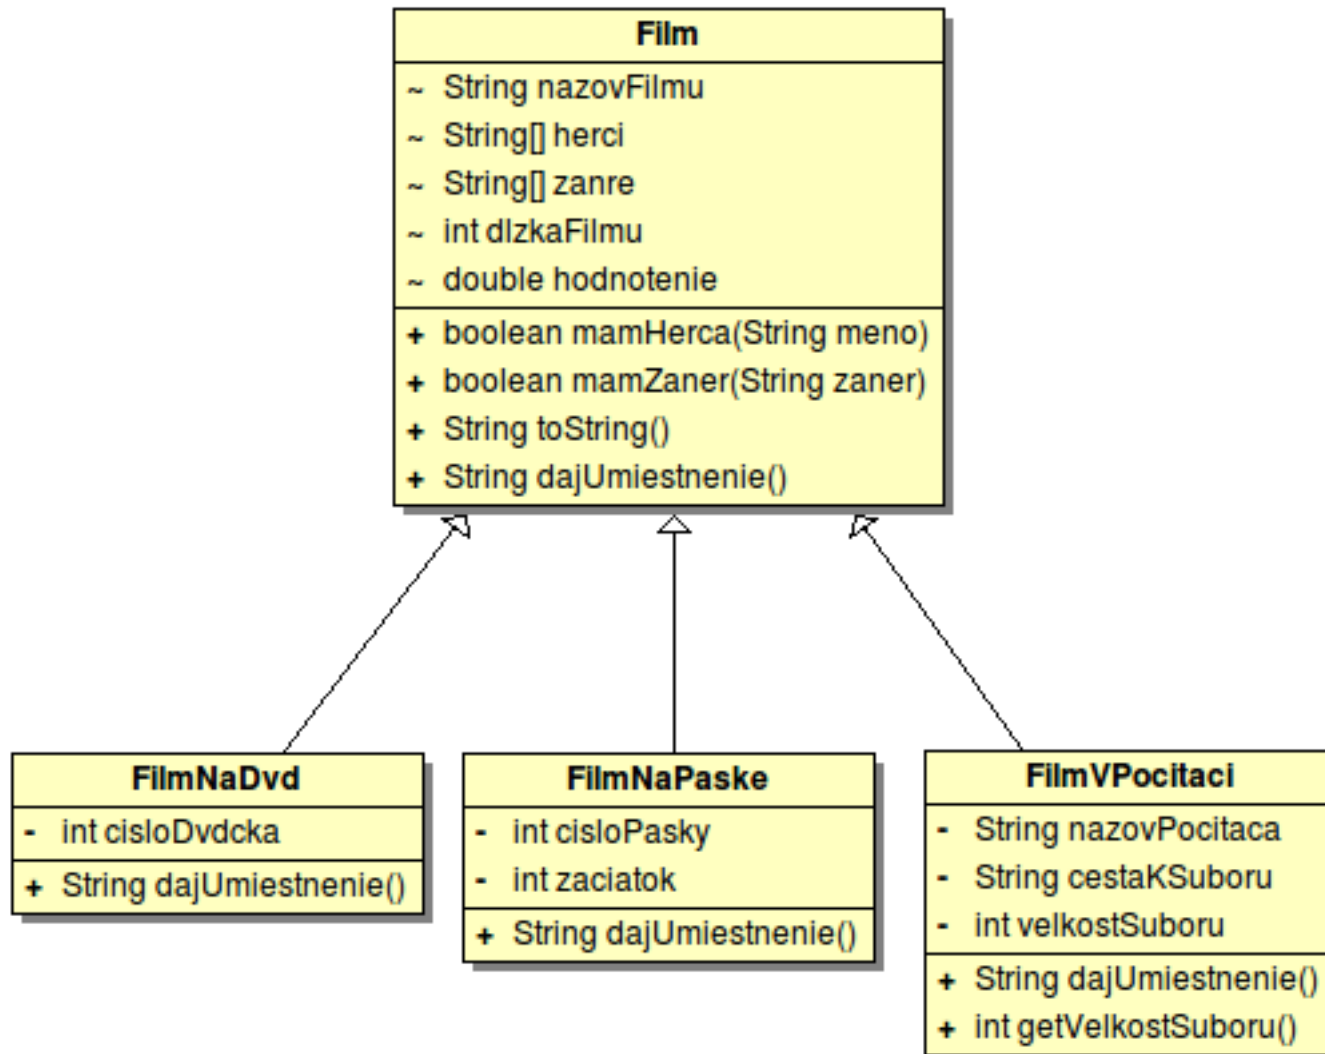 Film
~ String nazovFilmu
~ String[] herci
~ String[] zanre
~ int dlzkaFilmu
~ double hodnotenie
+ boolean mamHerca(String meno)
+ boolean mamZaner(String zaner)
+ String toString()
+ String dajUmiestnenie()
FilmNaDvd
- int cisloDvdcka
+ String dajUmiestnenie()
FilmNaPaske
- int cisloPasky
- int zaciatok
+ String dajUmiestnenie()
FilmVPocitaci
- String nazovPocitaca
- String cestaKSuboru
- int velkostSuboru
+ String dajUmiestnenie()
+ int getVelkostSuboru()